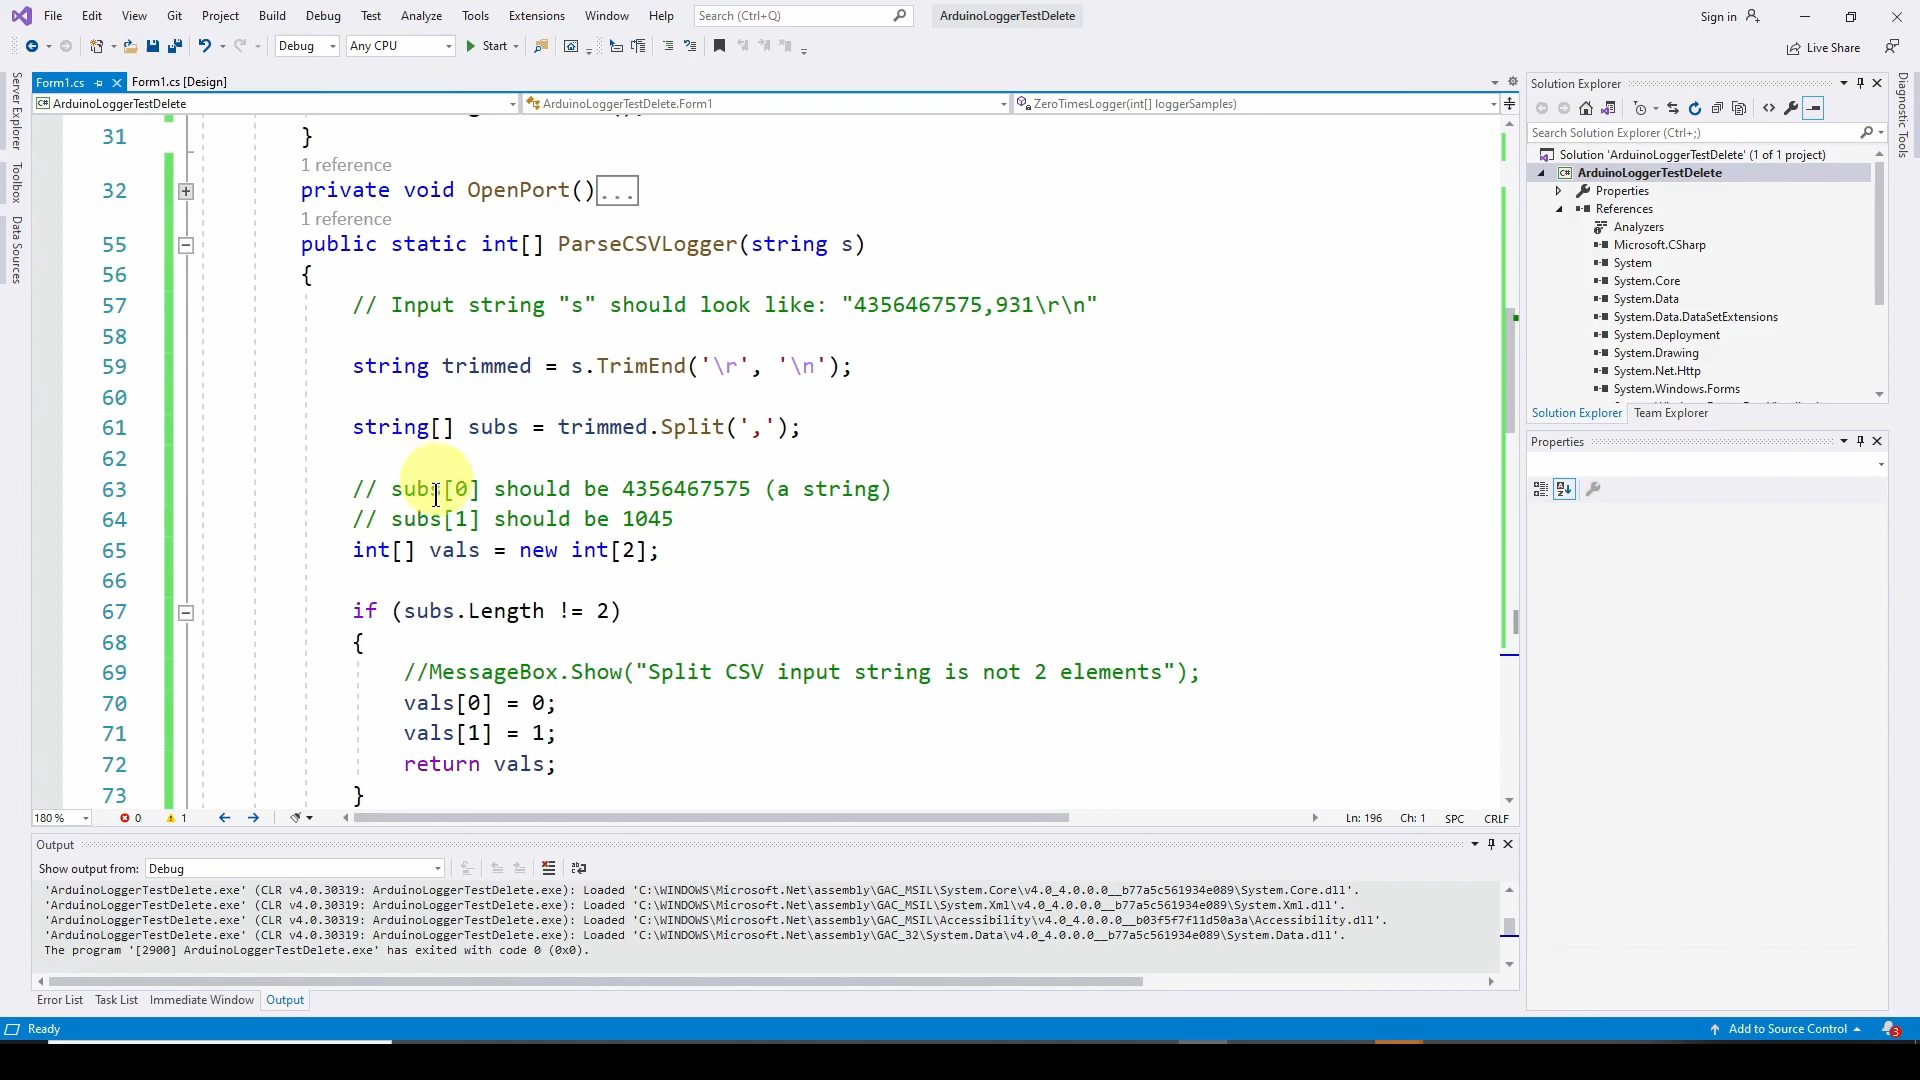 File Edit View Git Project Build Debug Test Analyze Tools Extensions Window Help Search (Ctrl+Q) ArduinoLoggerTestDelete Sign in
Debug Any CPU Start Live Share
Server Explorer
Toolbox
Data Sources
Form1.cs Form1.cs [Design]
ArduinoLoggerTestDelete ArduinoLoggerTestDelete.Form1 ZeroTimesLogger(int[] loggerSamples)
31 }
1 reference
32 private void OpenPort()...
1 reference
55 public static int[] ParseCSVLogger(string s)
56 {
57 // Input string "s" should look like: "4356467575,931\r\n"
58
59 string trimmed = s.TrimEnd('\r', '\n');
60
61 string[] subs = trimmed.Split(',');
62
63 // subs[0] should be 4356467575 (a string)
64 // subs[1] should be 1045
65 int[] vals = new int[2];
66
67 if (subs.Length != 2)
68 {
69 //MessageBox.Show("Split CSV input string is not 2 elements");
70 vals[0] = 0;
71 vals[1] = 1;
72 return vals;
73 }
180 % 0 1 Ln: 196 Ch: 1 SPC CRLF
Output
Show output from: Debug
'ArduinoLoggerTestDelete.exe' (CLR v4.0.30319: ArduinoLoggerTestDelete.exe): Loaded 'C:\WINDOWS\Microsoft.Net\assembly\GAC_MSIL\System.Core\v4.0_4.0.0.0__b77a5c561934e089\System.Core.dll'.
'ArduinoLoggerTestDelete.exe' (CLR v4.0.30319: ArduinoLoggerTestDelete.exe): Loaded 'C:\WINDOWS\Microsoft.Net\assembly\GAC_MSIL\System.Xml\v4.0_4.0.0.0__b77a5c561934e089\System.Xml.dll'.
'ArduinoLoggerTestDelete.exe' (CLR v4.0.30319: ArduinoLoggerTestDelete.exe): Loaded 'C:\WINDOWS\Microsoft.Net\assembly\GAC_MSIL\Accessibility\v4.0_4.0.0.0__b03f5f7f11d50a3a\Accessibility.dll'.
'ArduinoLoggerTestDelete.exe' (CLR v4.0.30319: ArduinoLoggerTestDelete.exe): Loaded 'C:\WINDOWS\Microsoft.Net\assembly\GAC_32\System.Data\v4.0_4.0.0.0__b77a5c561934e089\System.Data.dll'.
The program '[2900] ArduinoLoggerTestDelete.exe' has exited with code 0 (0x0).
Error List Task List Immediate Window Output
Solution Explorer
Search Solution Explorer (Ctrl+;)
Solution 'ArduinoLoggerTestDelete' (1 of 1 project)
ArduinoLoggerTestDelete
Properties
References
Analyzers
Microsoft.CSharp
System
System.Core
System.Data
System.Data.DataSetExtensions
System.Deployment
System.Drawing
System.Net.Http
System.Windows.Forms
Solution Explorer Team Explorer
Properties
Diagnostic Tools
Ready Add to Source Control 3